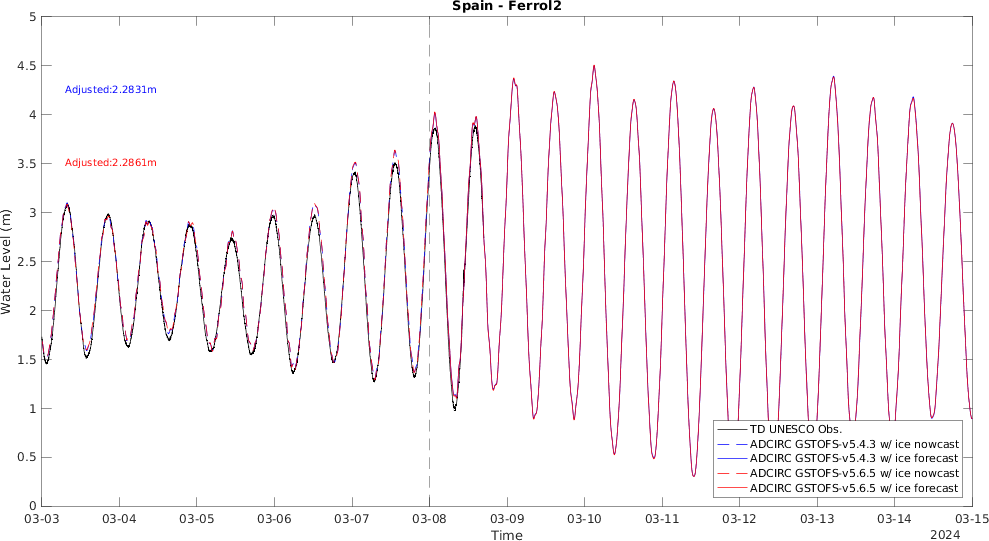 Spain - Ferrol2
5
4.5
4
3.5
3
2.5
2
1.5
1
0.5
0
Water Level (m)
Adjusted:2.2831m
Adjusted:2.2861m
TD UNESCO Obs.
ADCIRC GSTOFS-v5.4.3 w/ ice nowcast
ADCIRC GSTOFS-v5.4.3 w/ ice forecast
ADCIRC GSTOFS-v5.6.5 w/ ice nowcast
ADCIRC GSTOFS-v5.6.5 w/ ice forecast
03-03 03-04 03-05 03-06 03-07 03-08 03-09 03-10 03-11 03-12 03-13 03-14 03-15
Time
2024